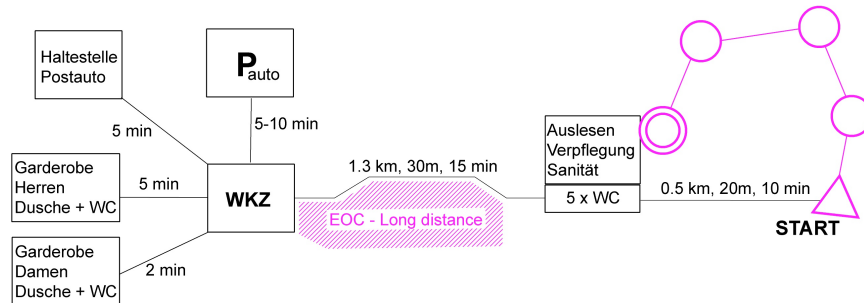 Haltestelle
Postauto
P auto
5 min
5-10 min
Garderobe
Herren
Dusche + WC
5 min
WKZ
Garderobe
Damen
Dusche + WC
2 min
1.3 km, 30m, 15 min
EOC - Long distance
Auslesen
Verpflegung
Sanität
5 x WC
0.5 km, 20m, 10 min
START